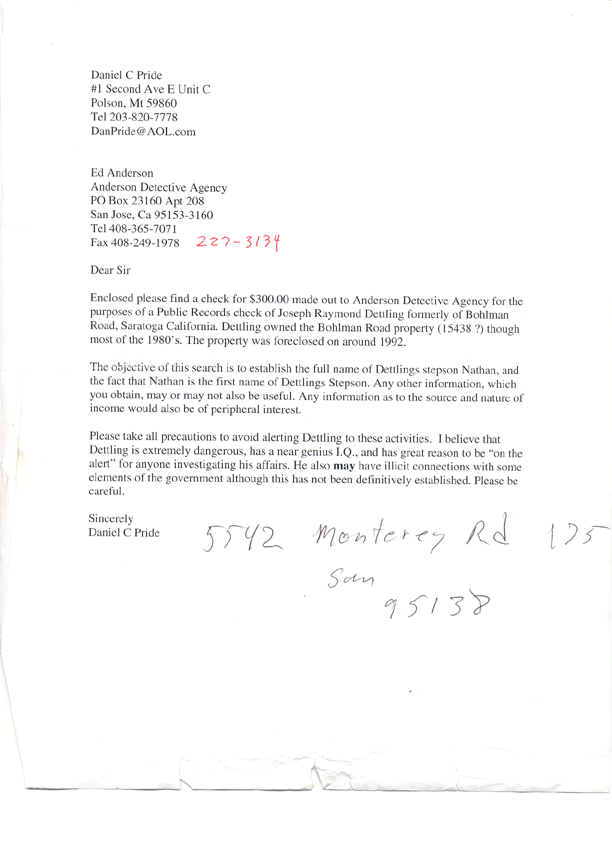 Daniel C Pride
#1 Second Ave E Unit C
Polson, Mt 59860
Tel 203-820-7778
DanPride@AOL.com
Ed Anderson
Anderson Detective Agency
PO Box 23160 Apt 208
San Jose, Ca 95153-3160
Tel 408-365-7071
Fax 408-249-1978 227-3134
Dear Sir
Enclosed please find a check for $300.00 made out to Anderson Detective Agency for the
purposes of a Public Records check of Joseph Raymond Dettling formerly of Bohlman
Road, Saratoga California. Dettling owned the Bohlman Road property (15438 ?) though
most of the 1980's. The property was foreclosed on around 1992.
The objective of this search is to establish the full name of Dettlings stepson Nathan, and
the fact that Nathan is the first name of Dettlings Stepson. Any other information, which
you obtain, may or may not also be useful. Any information as to the source and nature of
income would also be of peripheral interest.
Please take all precautions to avoid alerting Dettling to these activities. I believe that
Dettling is extremely dangerous, has a near genius I.Q., and has great reason to be "on the
alert" for anyone investigating his affairs. He also may have illicit connections with some
elements of the government although this has not been definitively established. Please be
careful.
Sincerely
Daniel C Pride
5542 Monterey Rd 175
San
95138